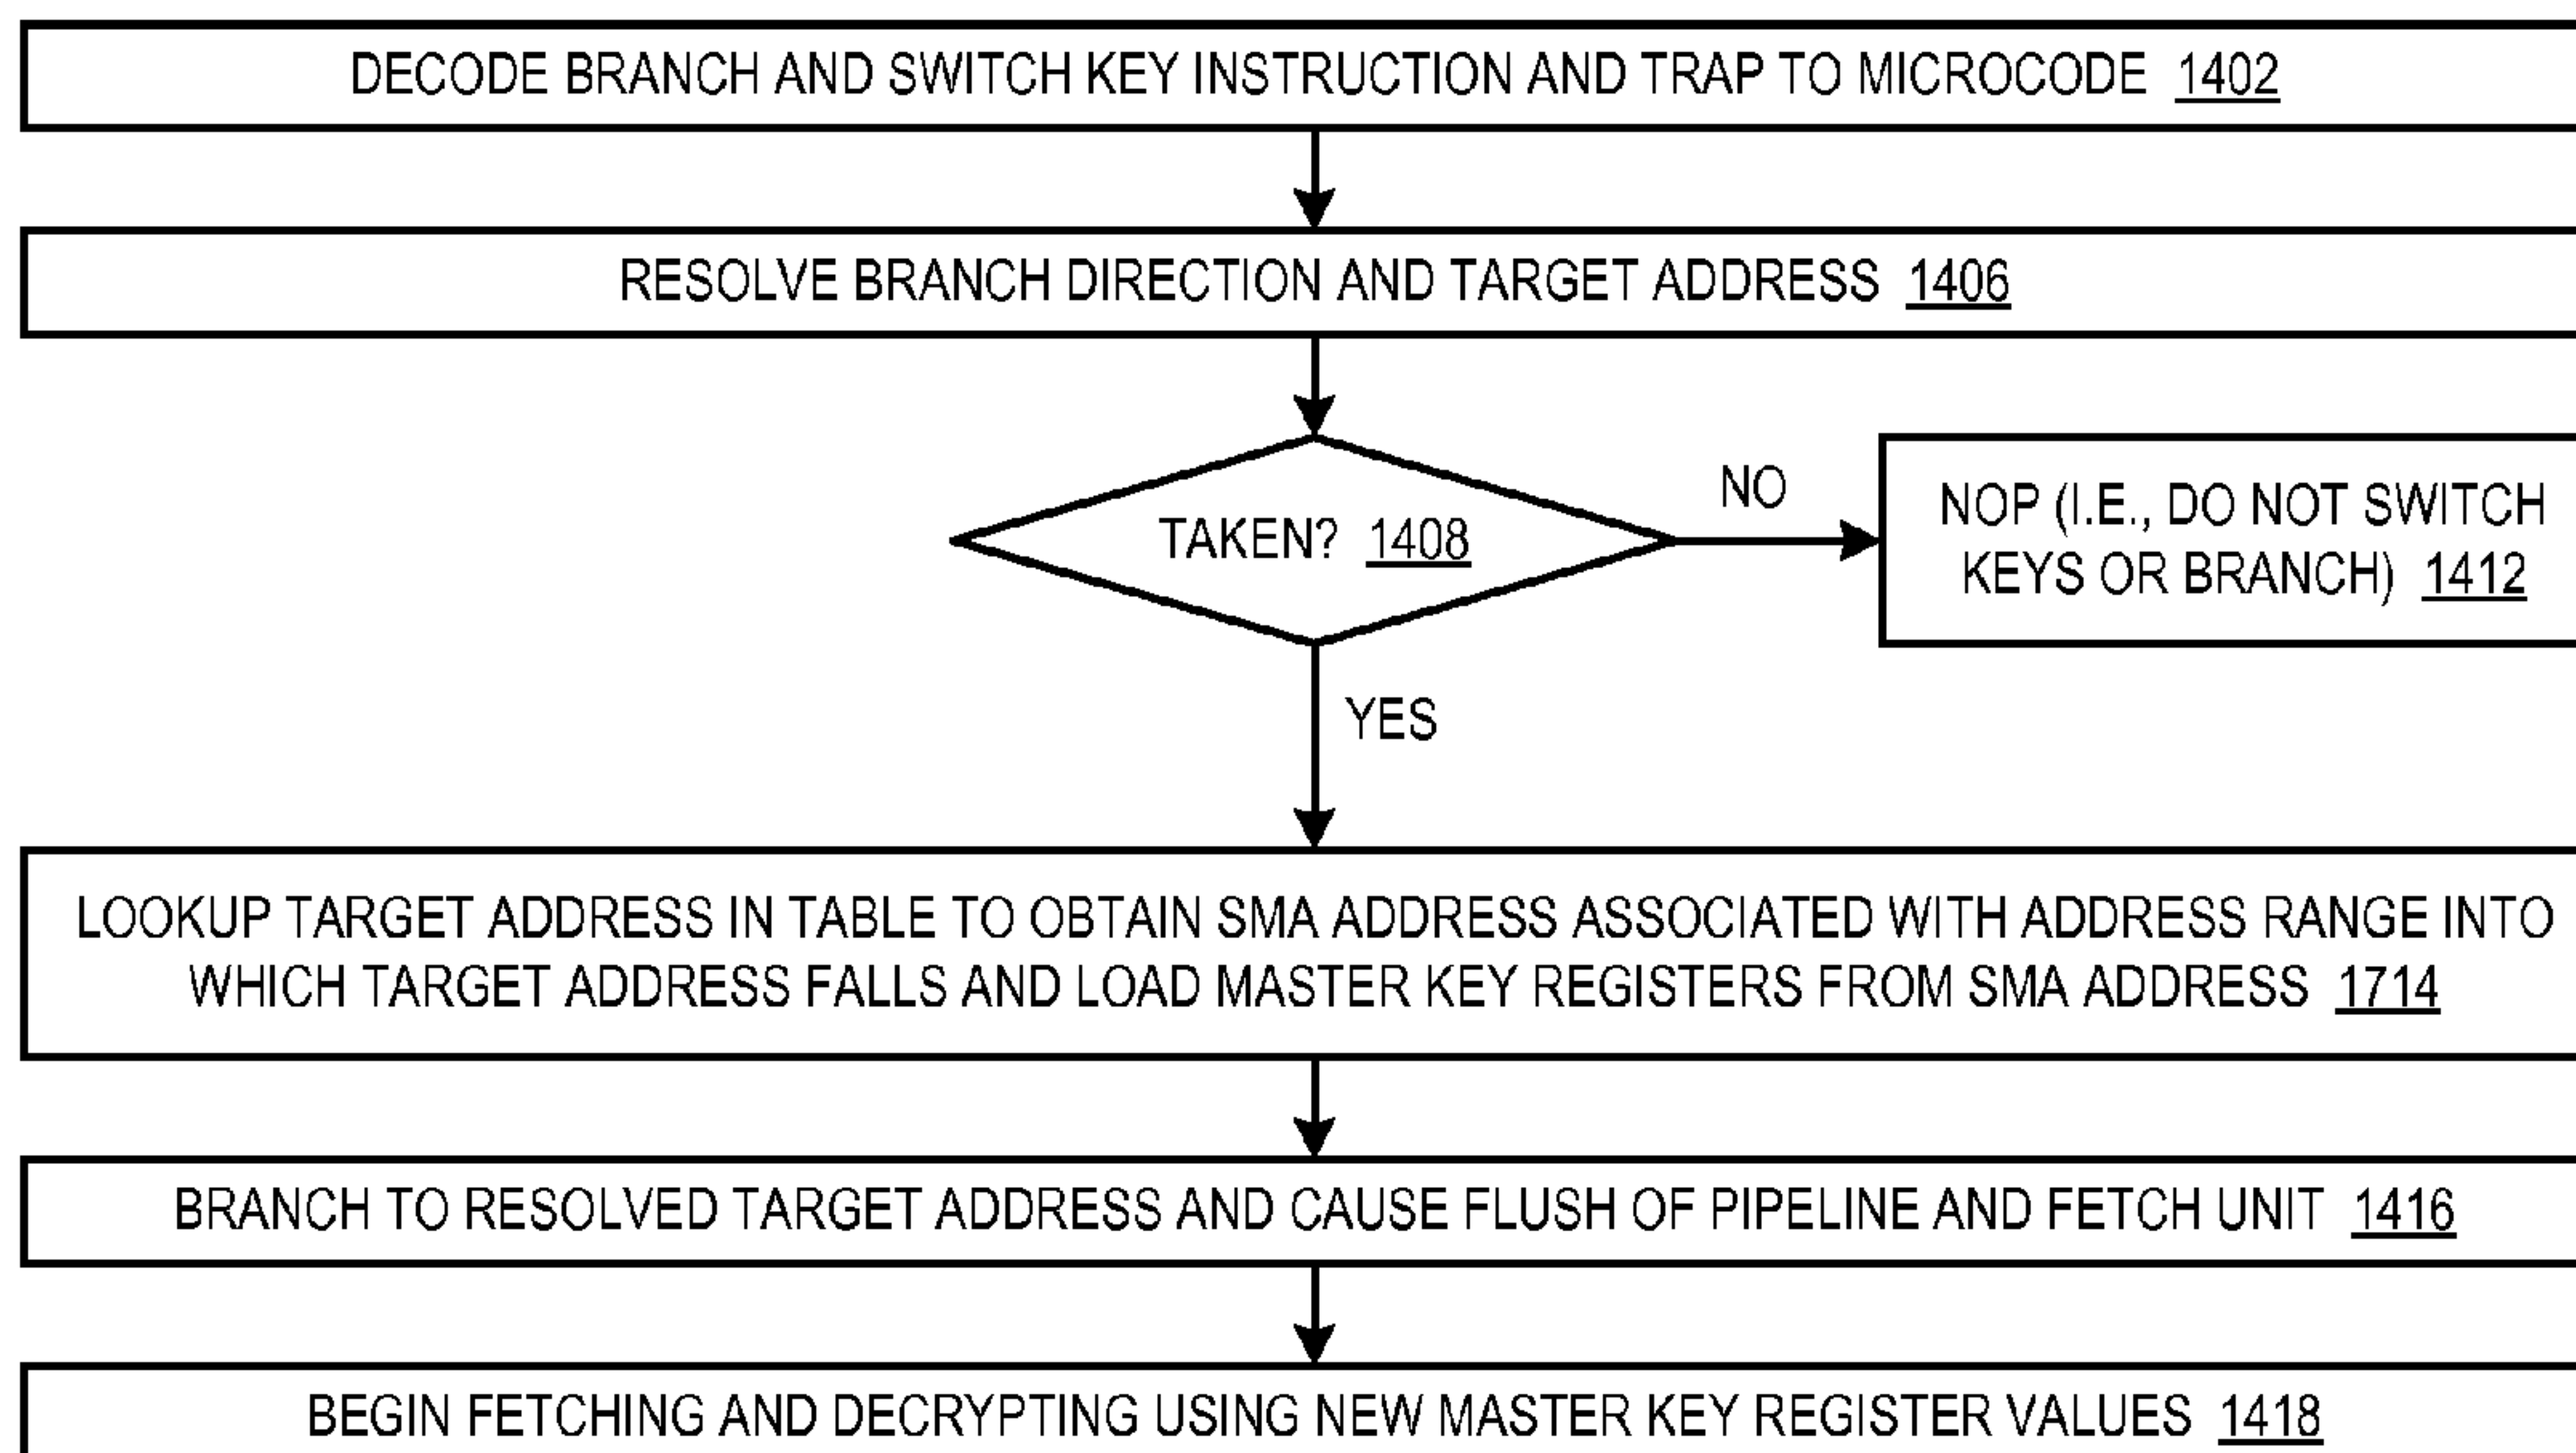 DECODE BRANCH AND SWITCH KEY INSTRUCTION AND TRAP TO MICROCODE 1402
RESOLVE BRANCH DIRECTION AND TARGET ADDRESS 1406
TAKEN? 1408
NO
NOP (I.E., DO NOT SWITCH
KEYS OR BRANCH) 1412
YES
LOOKUP TARGET ADDRESS IN TABLE TO OBTAIN SMA ADDRESS ASSOCIATED WITH ADDRESS RANGE INTO
WHICH TARGET ADDRESS FALLS AND LOAD MASTER KEY REGISTERS FROM SMA ADDRESS 1714
BRANCH TO RESOLVED TARGET ADDRESS AND CAUSE FLUSH OF PIPELINE AND FETCH UNIT 1416
BEGIN FETCHING AND DECRYPTING USING NEW MASTER KEY REGISTER VALUES 1418